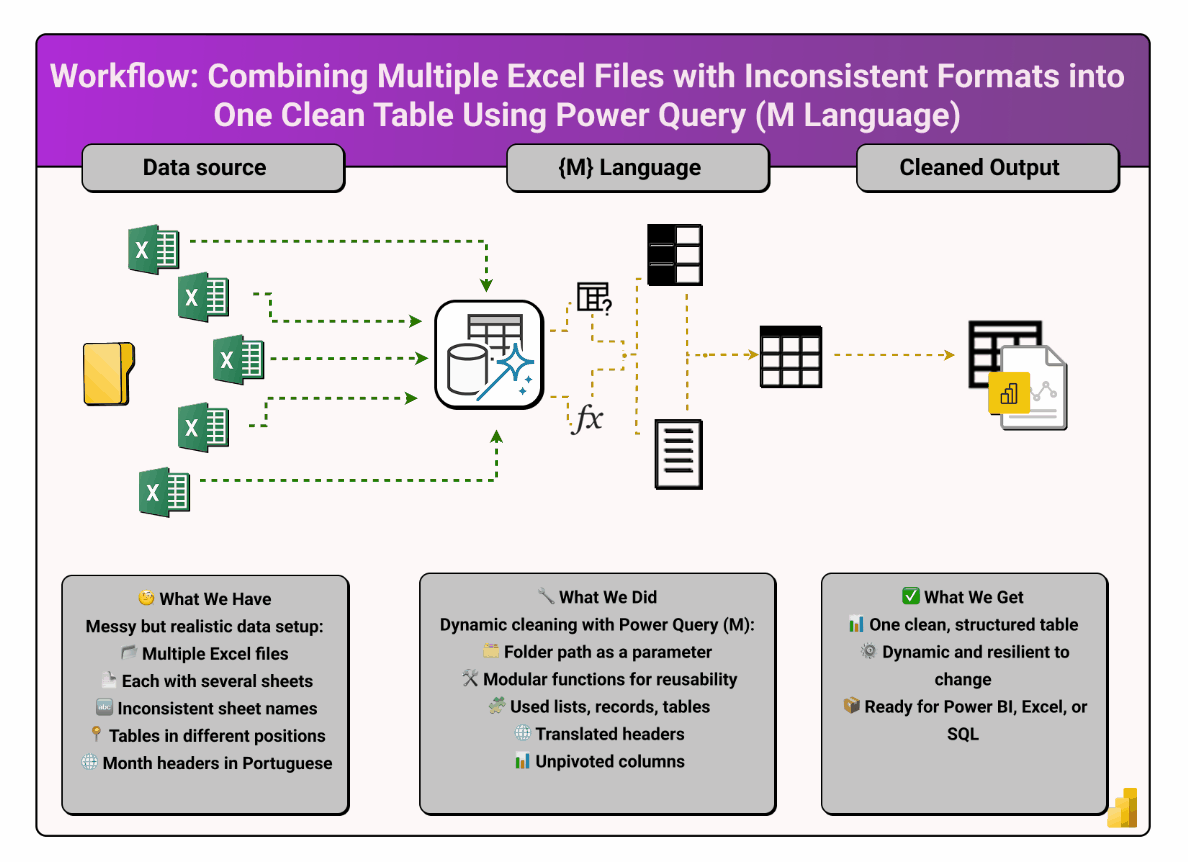 Workflow: Combining Multiple Excel Files with Inconsistent Formats into
One Clean Table Using Power Query (M Language)
Data source
{M} Language
Cleaned Output
X
X
X
X
X
?
fx
🧐 What We Have
Messy but realistic data setup:
Multiple Excel files
Each with several sheets
abc Inconsistent sheet names
Tables in different positions
Month headers in Portuguese
What We Did
Dynamic cleaning with Power Query (M):
Folder path as a parameter
Modular functions for reusability
Used lists, records, tables
Translated headers
Unpivoted columns
What We Get
One clean, structured table
Dynamic and resilient to
change
Ready for Power BI, Excel, or
SQL